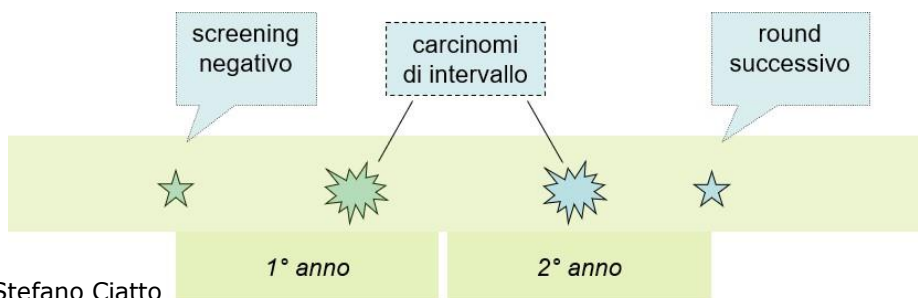 screening
negativo
carcinomi
di intervallo
round
successivo
1° anno
2° anno
Stefano Ciatto